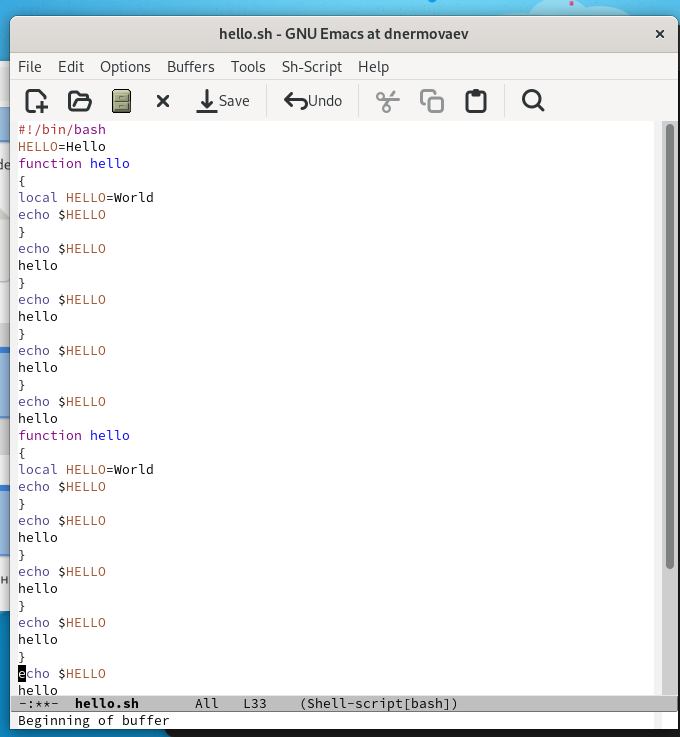 hello.sh - GNU Emacs at dnermovaev
File Edit Options Buffers Tools Sh-Script Help
Save Undo
#!/bin/bash
HELLO=Hello
function hello
{
local HELLO=World
echo $HELLO
}
echo $HELLO
hello
}
echo $HELLO
hello
}
echo $HELLO
hello
}
echo $HELLO
hello
function hello
{
local HELLO=World
echo $HELLO
}
echo $HELLO
hello
}
echo $HELLO
hello
}
echo $HELLO
hello
}
echo $HELLO
hello
-:**- hello.sh All L33 (Shell-script[bash])
Beginning of buffer